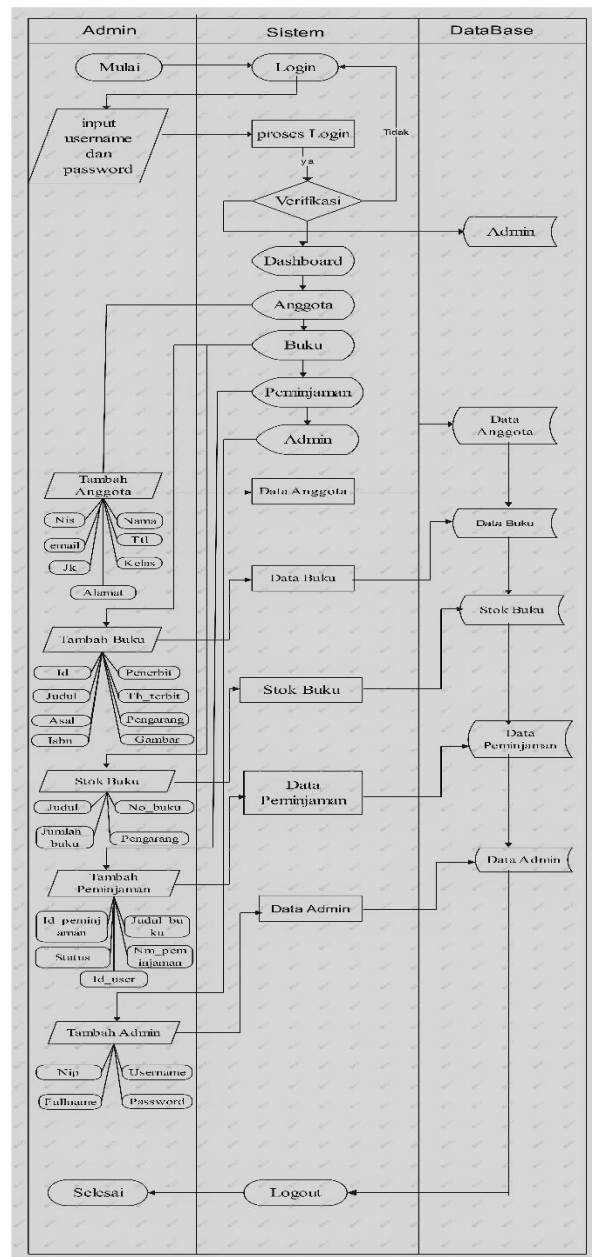 Admin
Sistem
DataBase
Mulai
Login
input
username
dan
password
proses Login
Tidak
ya
Verifikasi
Admin
Dashboard
Anggota
Buku
Peminjaman
Admin
Data
Anggota
Tambah
Anggota
Data Anggota
Nis
Nama
email
Ttl
Jk
Kelas
Alamat
Data Buku
Data Buku
Stok Buku
Tambah Buku
Id
Penerbit
Judul
Th_terbit
Asal
Pengarang
Isbn
Gambar
Stok Buku
Data
Peminjaman
Stok Buku
Judul
No_buku
Jumlah_
buku
Pengarang
Data
Peminjaman
Tambah
Peminjaman
Data Admin
Id_peminj
aman
Judul_bu
ku
Status
Nm_pem
injaman
Id_user
Data Admin
Tambah Admin
Nip
Username
Fullname
Password
Selesai
Logout